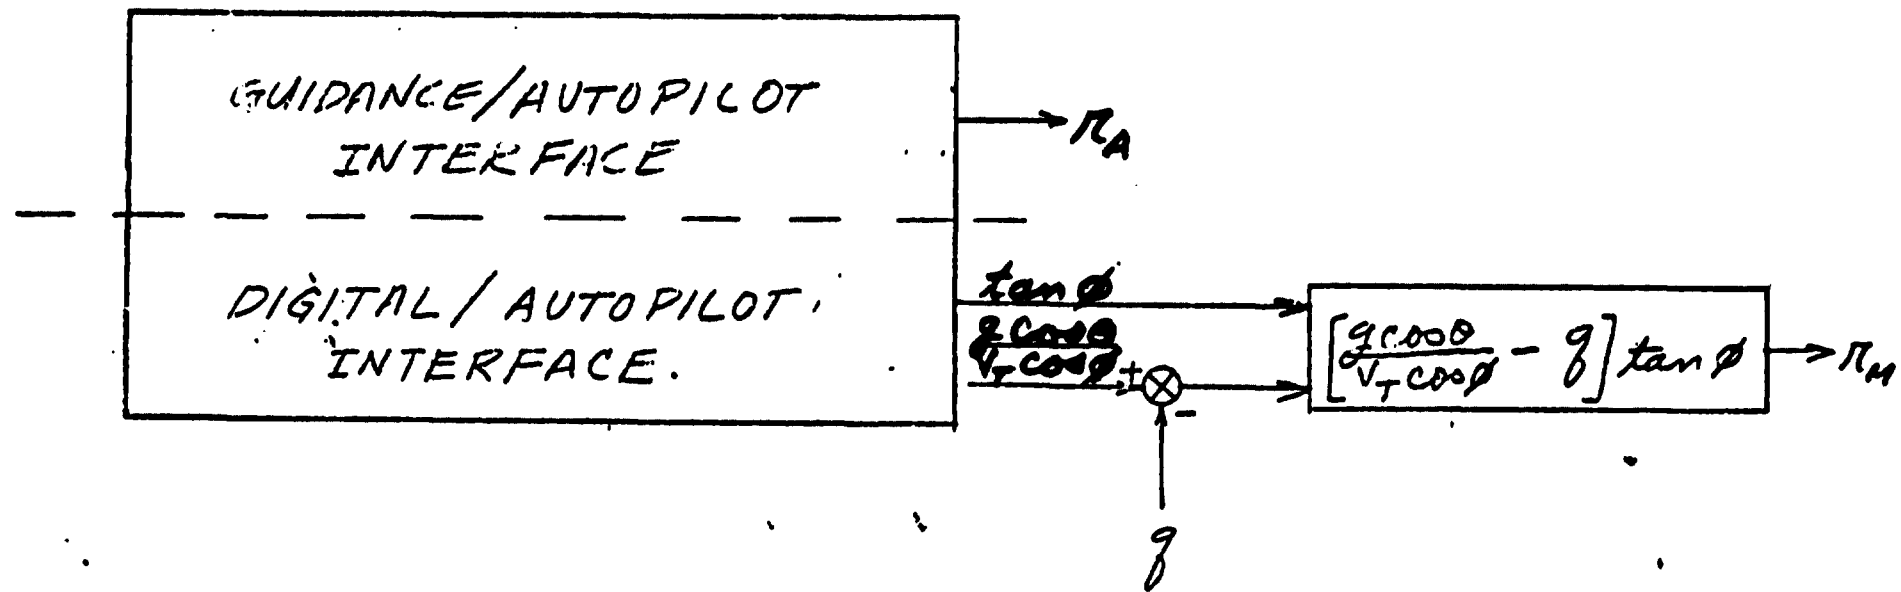 GUIDANCE/AUTOPILOT
INTERFACE
r_A
DIGITAL/AUTOPILOT
INTERFACE.
tan ø
g cos θ
V_T cos ø
+
-
q
[g cos θ / V_T cos ø - q] tan ø
r_M